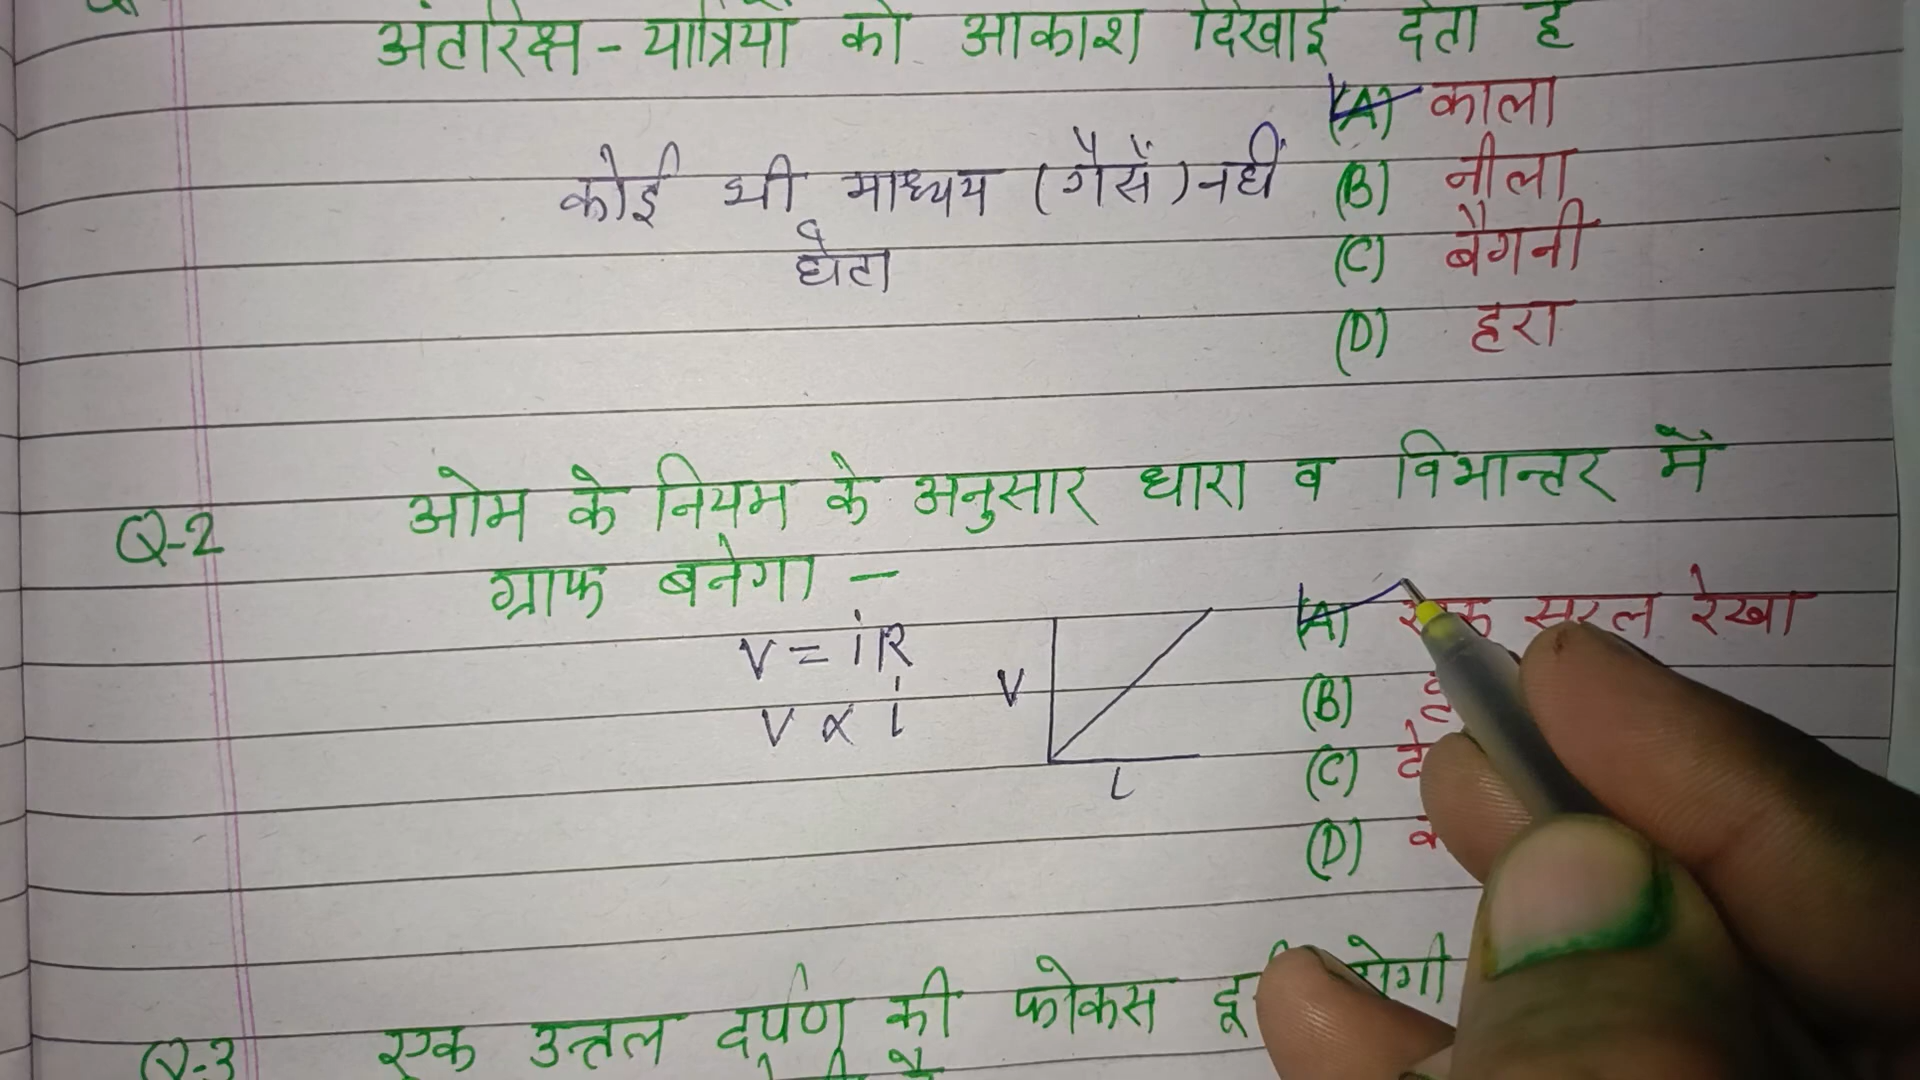 अंतरिक्ष-यात्रियों को आकाश दिखाई देता है
(A) काला
कोई भी माध्यम (गैसें) नहीं
होता
(B) नीला
(C) बैगनी
(D) हरा
Q-2 ओम के नियम के अनुसार धारा व विभान्तर में
ग्राफ बनेगा -
V = iR
V ∝ i
V
i
(A) एक सरल रेखा
(B)
(C)
(D)
Q-3 एक उत्तल दर्पण की फोकस